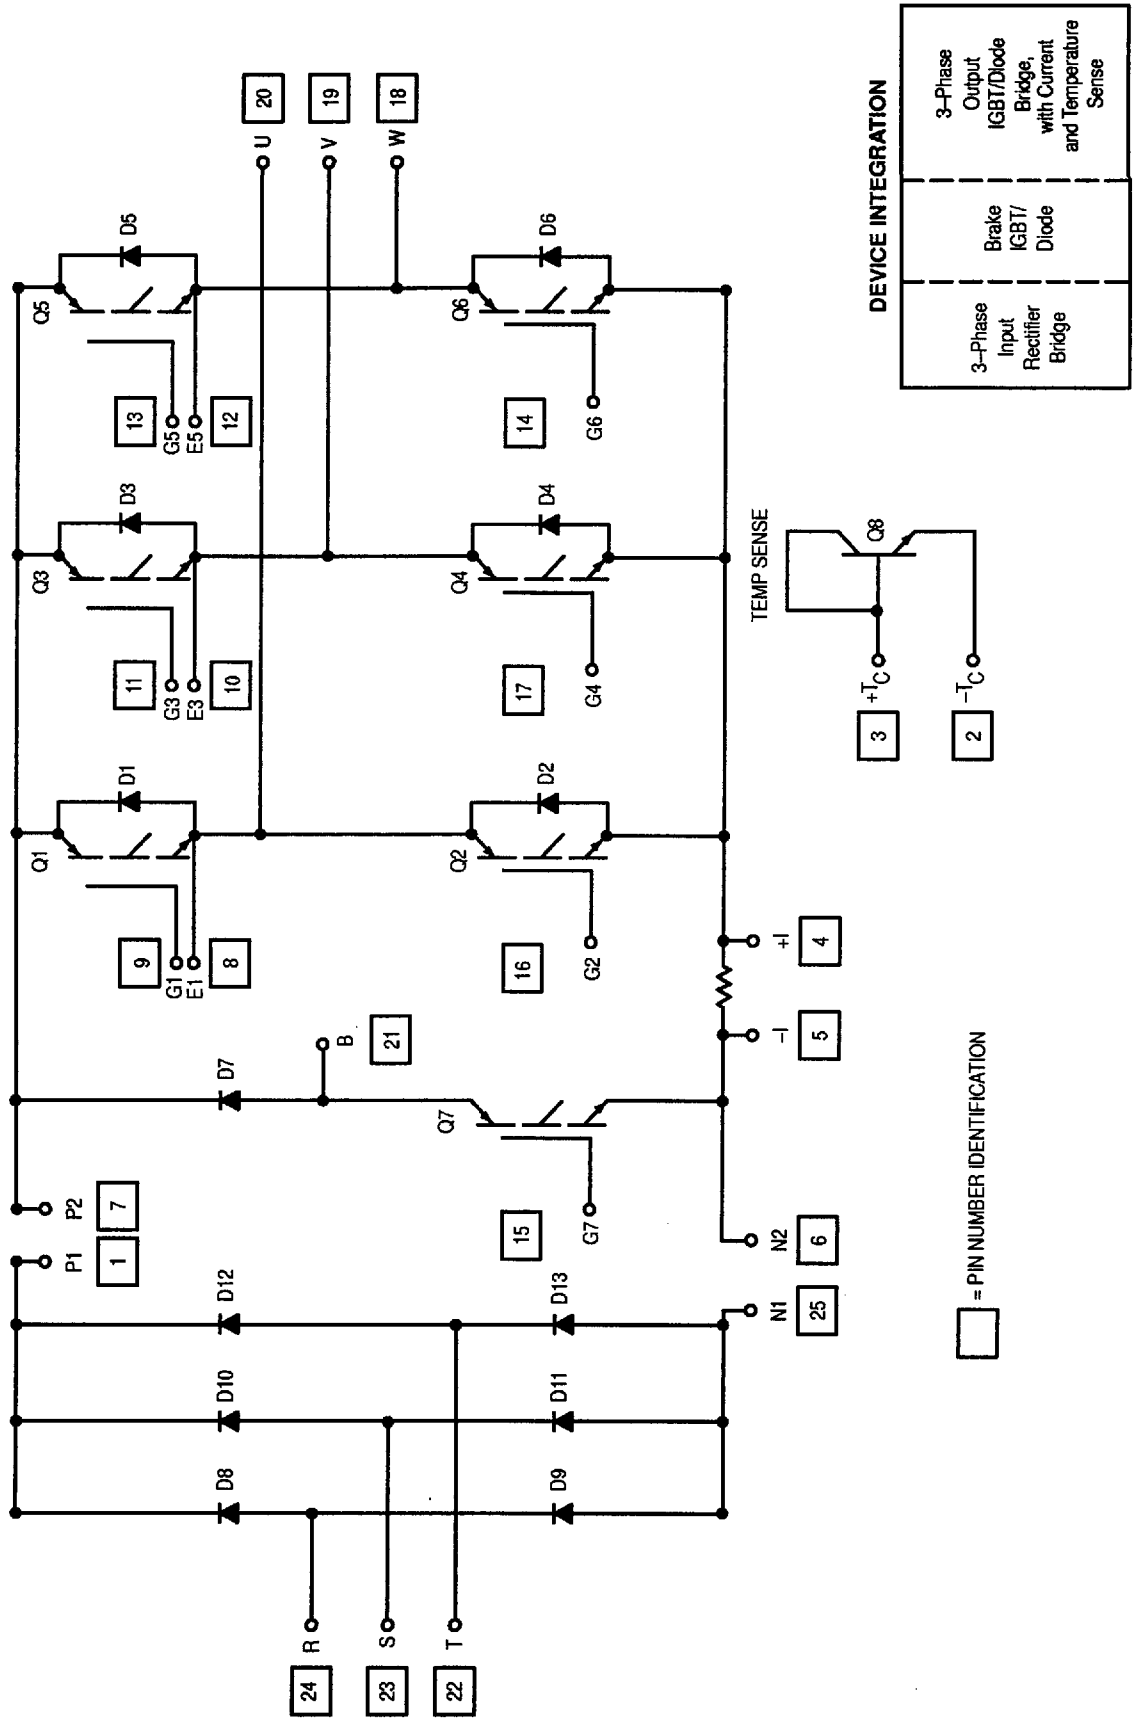 20
19
18
U
V
W
D5
Q5
13
G5
E5
12
D6
Q6
14
G6
D3
Q3
11
G3
E3
10
D4
Q4
17
G4
D1
Q1
9
G1
E1
8
D2
Q2
16
G2
+I
4
–I
5
D7
B
21
Q7
15
G7
P2
7
P1
1
N2
6
N1
25
D12
D13
D10
D11
D8
D9
R
24
S
23
T
22
TEMP SENSE
Q8
3
+TC
2
–TC
= PIN NUMBER IDENTIFICATION
DEVICE INTEGRATION
3–Phase
Input
Rectifier
Bridge
Brake
IGBT/
Diode
3–Phase
Output
IGBT/Diode
Bridge,
with Current
and Temperature
Sense